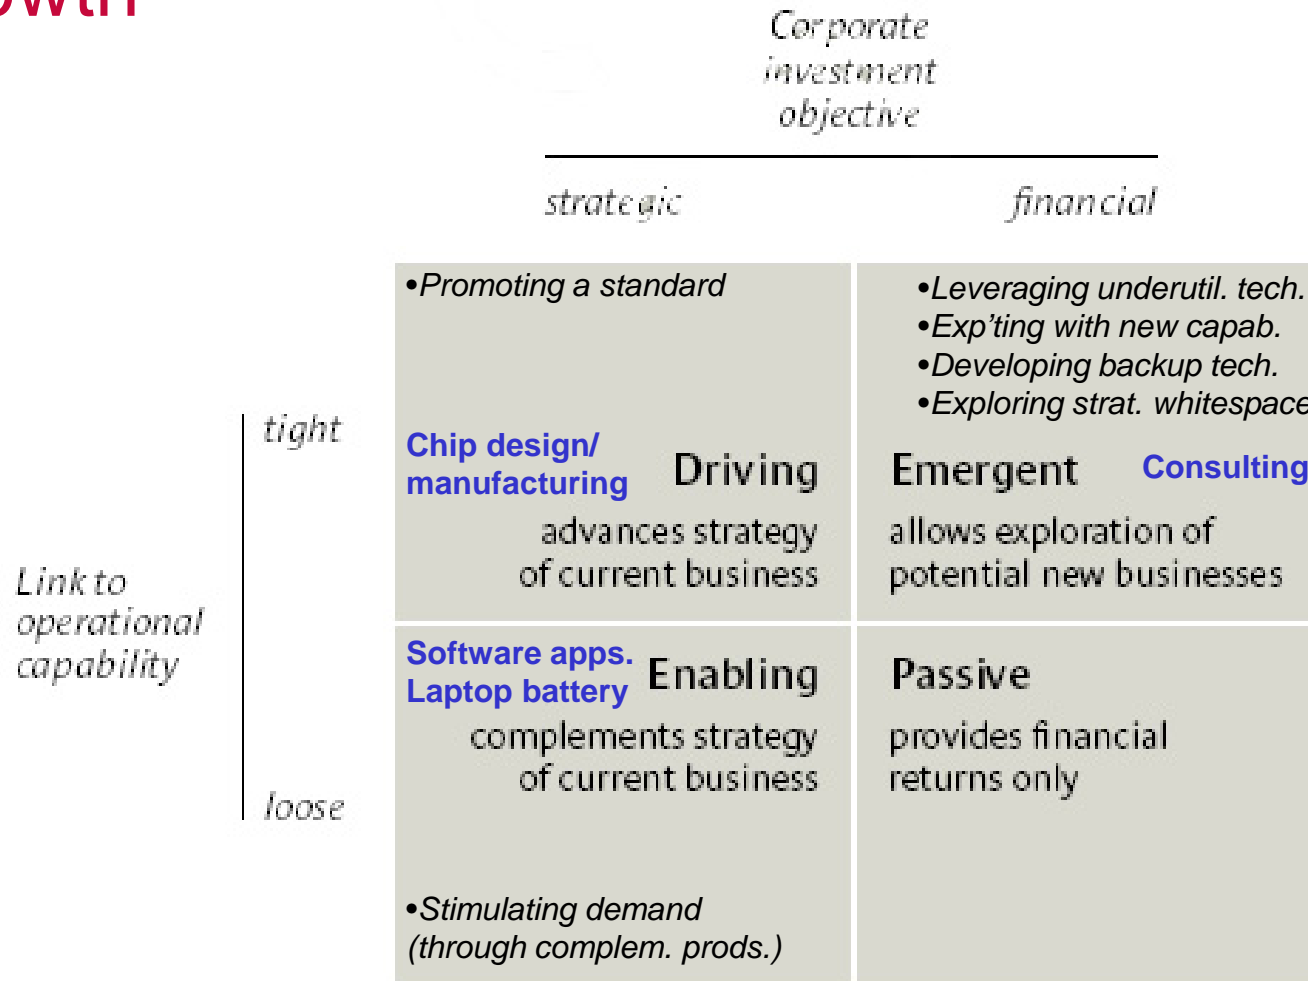 owth
Corporate
investment
objective
strategic
financial
•Promoting a standard
•Leveraging underutil. tech.
•Exp’ting with new capab.
•Developing backup tech.
•Exploring strat. whitespace
tight
Chip design/
manufacturing
Driving
advances strategy
of current business
Emergent
Consulting
allows exploration of
potential new businesses
Link to
operational
capability
Software apps.
Laptop battery
Enabling
complements strategy
of current business
Passive
provides financial
returns only
loose
•Stimulating demand
(through complem. prods.)